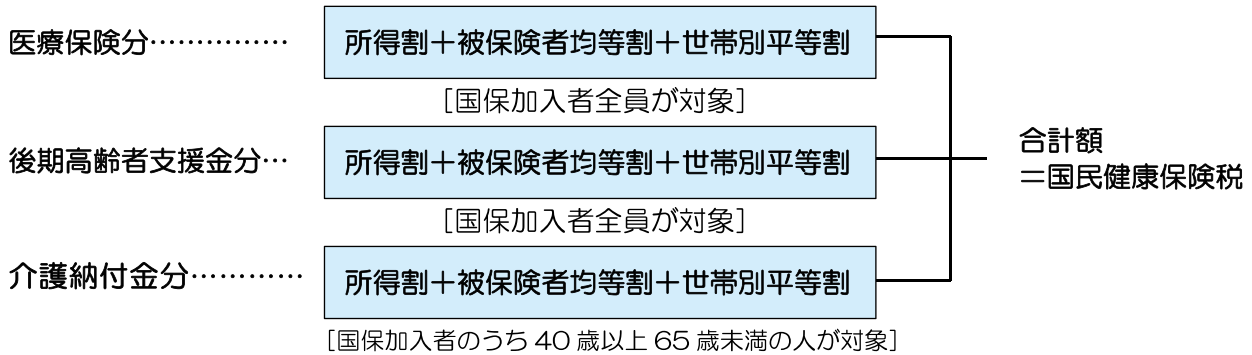 医療保険分……………
所得割＋被保険者均等割＋世帯別平等割
［国保加入者全員が対象］
後期高齢者支援金分…
所得割＋被保険者均等割＋世帯別平等割
［国保加入者全員が対象］
介護納付金分…………
所得割＋被保険者均等割＋世帯別平等割
［国保加入者のうち 40 歳以上 65 歳未満の人が対象］
合計額
＝国民健康保険税